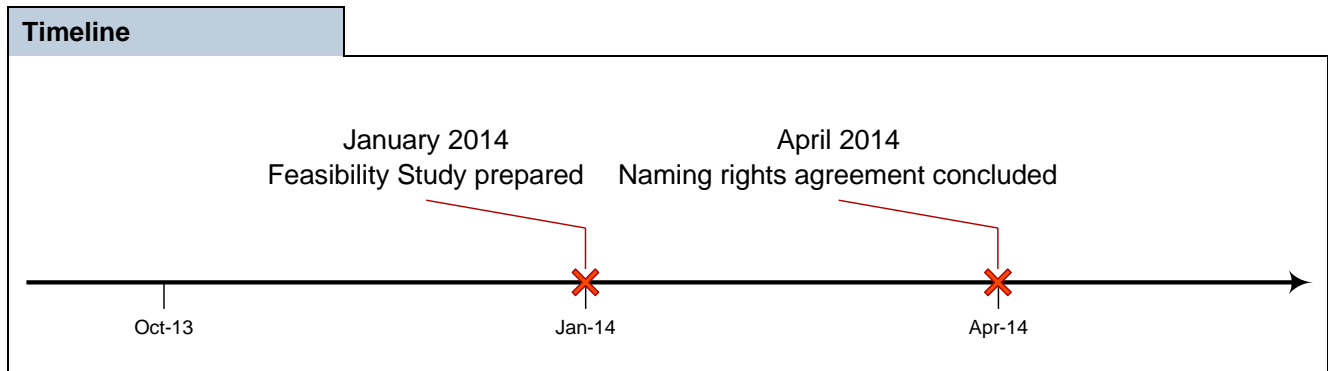 Timeline
January 2014
Feasibility Study prepared
April 2014
Naming rights agreement concluded
Oct-13
Jan-14
Apr-14